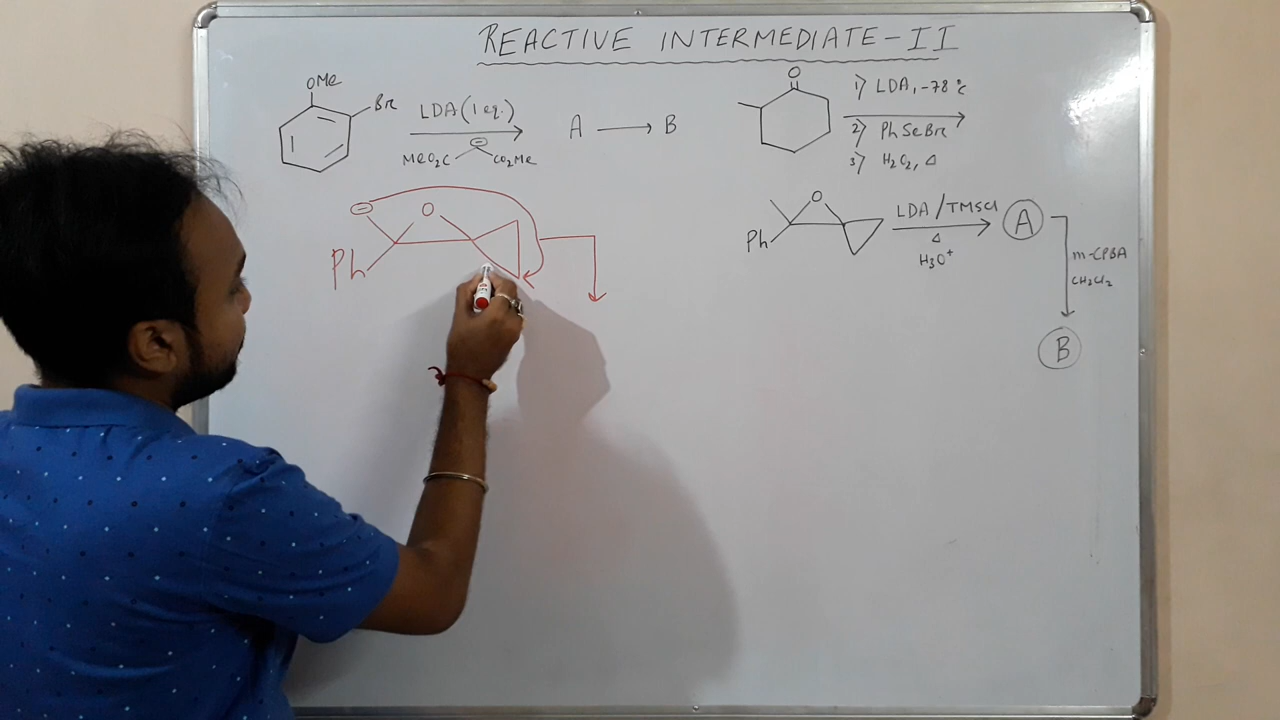 REACTIVE INTERMEDIATE-II
OMe
Br
LDA (1 eq.)
MeO2C ⊖ CO2Me
A ⟶ B
O
1) LDA, -78°c
2) PhSeBr
3) H2O2, Δ
⊖ O
Ph
O
Ph
LDA/TMSCl
Δ
H3O+
A
m-CPBA
CH2Cl2
B